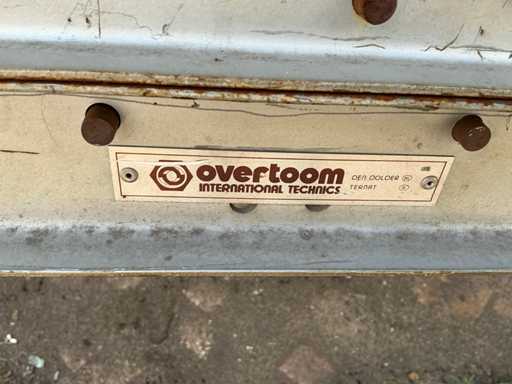 overtoom
INTERNATIONAL TECHNICS
DEN DOLDER
TERNAT